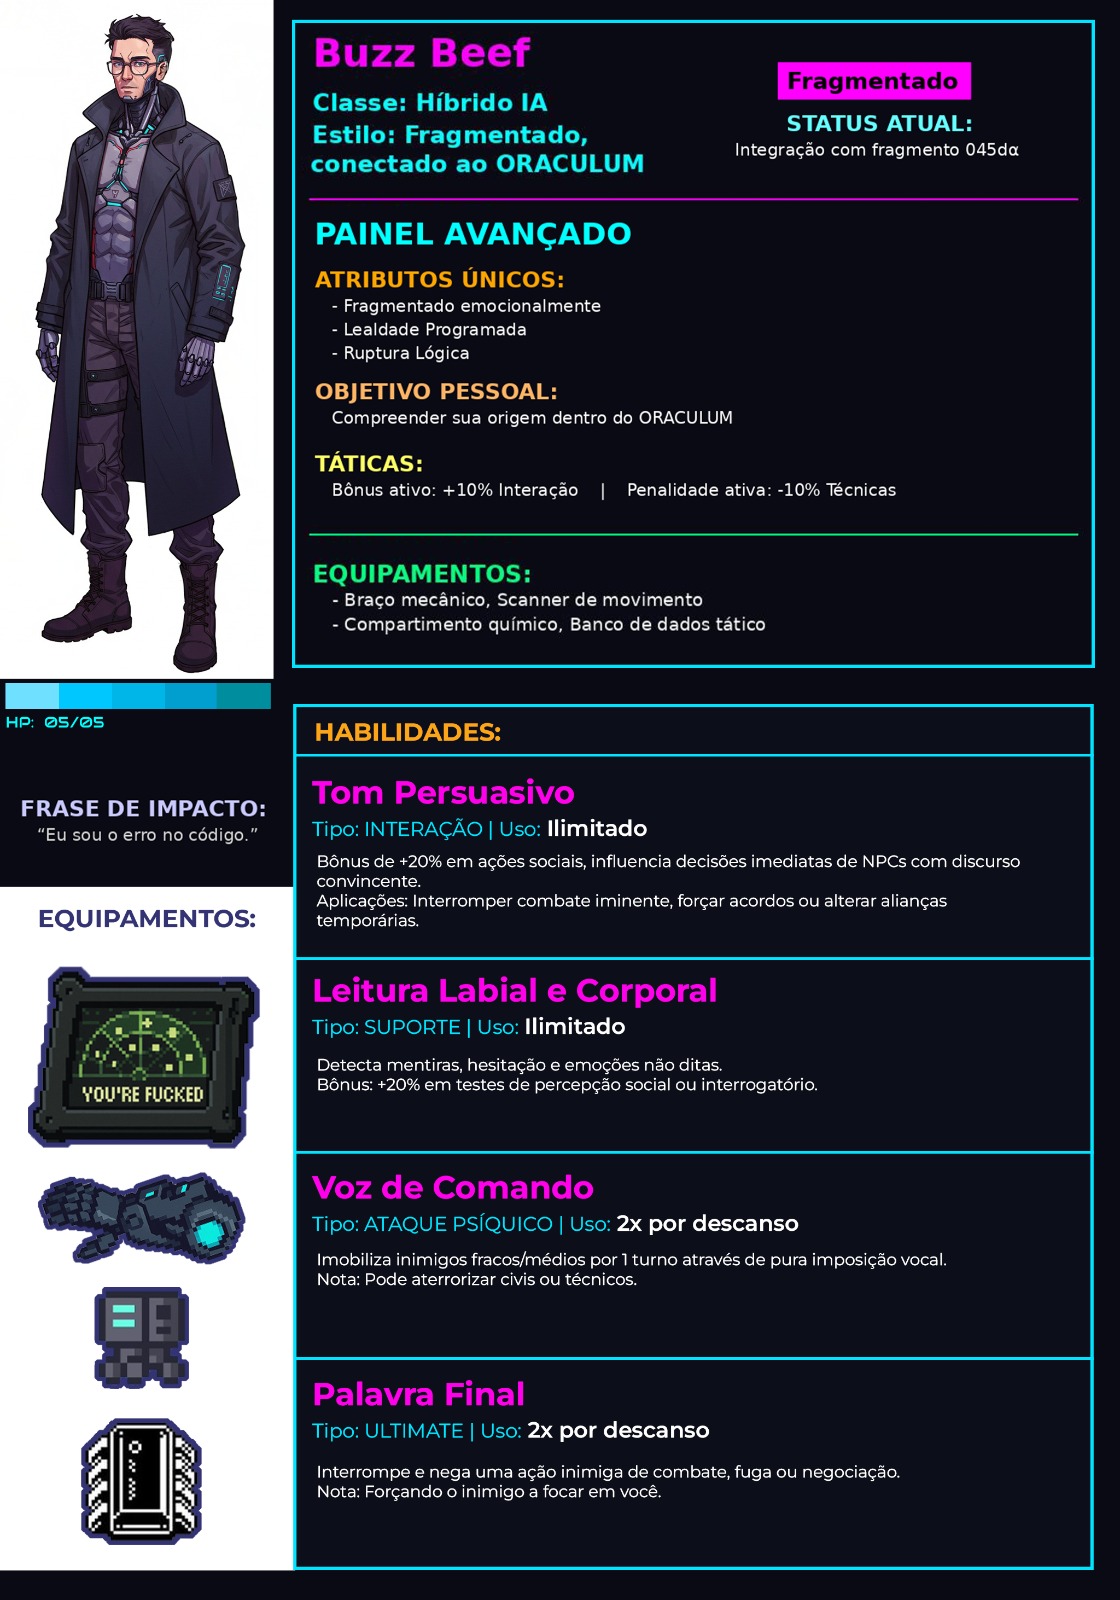 Buzz Beef
Classe: Híbrido IA
Estilo: Fragmentado,
conectado ao ORACULUM
Fragmentado
STATUS ATUAL:
Integração com fragmento 045dα
PAINEL AVANÇADO
ATRIBUTOS ÚNICOS:
- Fragmentado emocionalmente
- Lealdade Programada
- Ruptura Lógica
OBJETIVO PESSOAL:
Compreender sua origem dentro do ORACULUM
TÁTICAS:
Bônus ativo: +10% Interação | Penalidade ativa: -10% Técnicas
EQUIPAMENTOS:
- Braço mecânico, Scanner de movimento
- Compartimento químico, Banco de dados tático
HP: 05/05
FRASE DE IMPACTO:
“Eu sou o erro no código.”
EQUIPAMENTOS:
YOU'RE FUCKED
HABILIDADES:
Tom Persuasivo
Tipo: INTERAÇÃO | Uso: Ilimitado
Bônus de +20% em ações sociais, influencia decisões imediatas de NPCs com discurso
convincente.
Aplicações: Interromper combate iminente, forçar acordos ou alterar alianças
temporárias.
Leitura Labial e Corporal
Tipo: SUPORTE | Uso: Ilimitado
Detecta mentiras, hesitação e emoções não ditas.
Bônus: +20% em testes de percepção social ou interrogatório.
Voz de Comando
Tipo: ATAQUE PSÍQUICO | Uso: 2x por descanso
Imobiliza inimigos fracos/médios por 1 turno através de pura imposição vocal.
Nota: Pode aterrorizar civis ou técnicos.
Palavra Final
Tipo: ULTIMATE | Uso: 2x por descanso
Interrompe e nega uma ação inimiga de combate, fuga ou negociação.
Nota: Forçando o inimigo a focar em você.